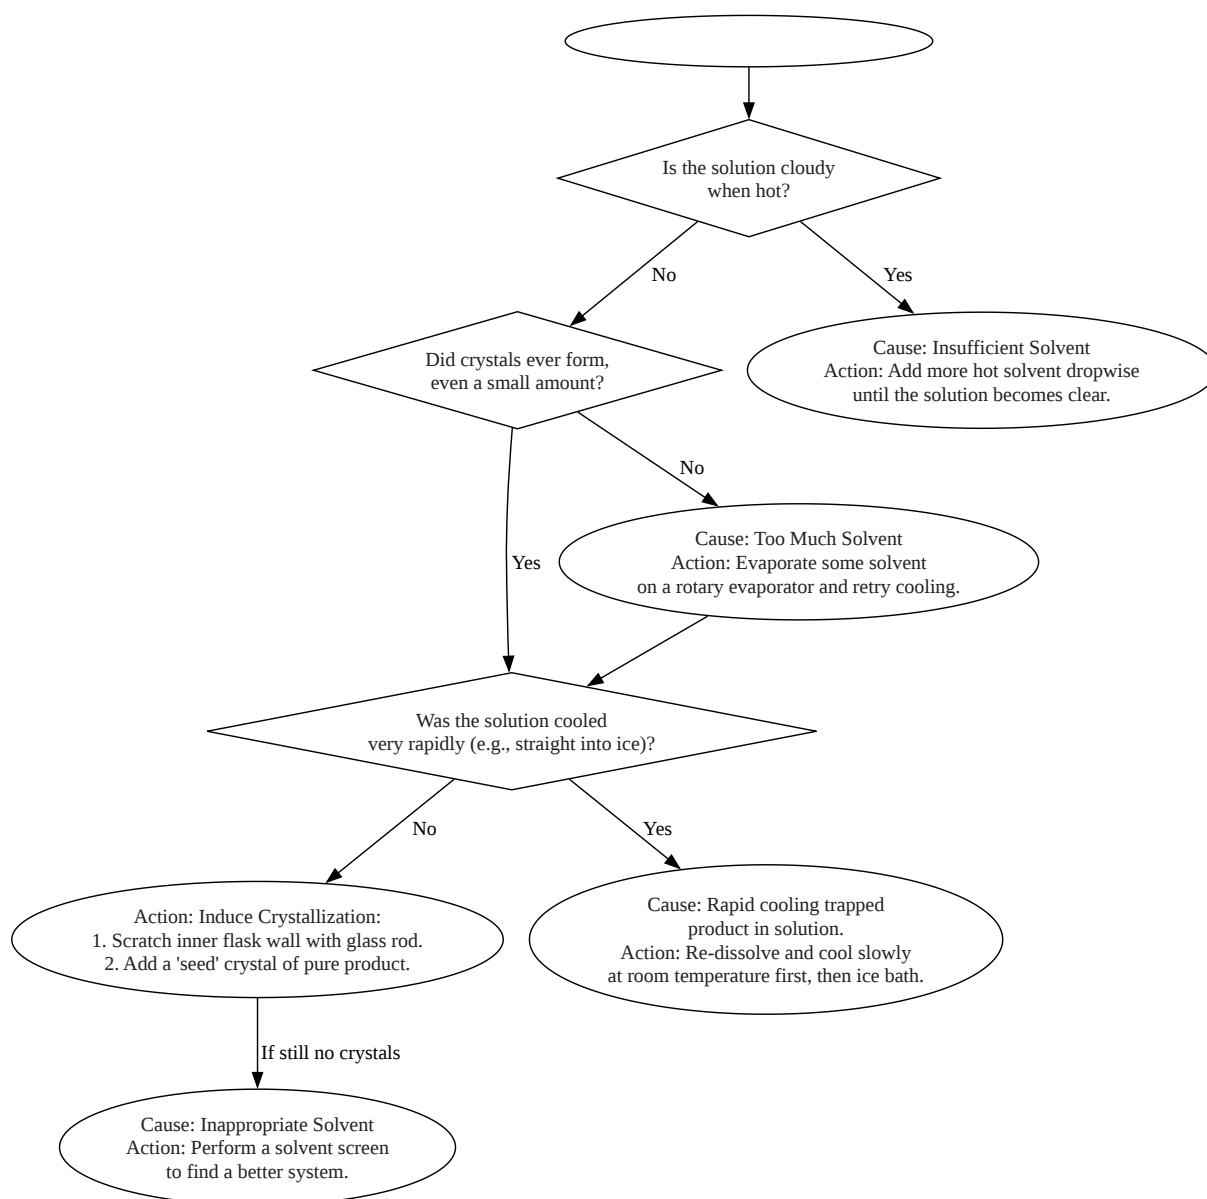 Is the solution cloudy
when hot?
No
Yes
Did crystals ever form,
even a small amount?
Cause: Insufficient Solvent
Action: Add more hot solvent dropwise
until the solution becomes clear.
No
Yes
Cause: Too Much Solvent
Action: Evaporate some solvent
on a rotary evaporator and retry cooling.
Was the solution cooled
very rapidly (e.g., straight into ice)?
No
Yes
Action: Induce Crystallization:
1. Scratch inner flask wall with glass rod.
2. Add a 'seed' crystal of pure product.
Cause: Rapid cooling trapped
product in solution.
Action: Re-dissolve and cool slowly
at room temperature first, then ice bath.
If still no crystals
Cause: Inappropriate Solvent
Action: Perform a solvent screen
to find a better system.